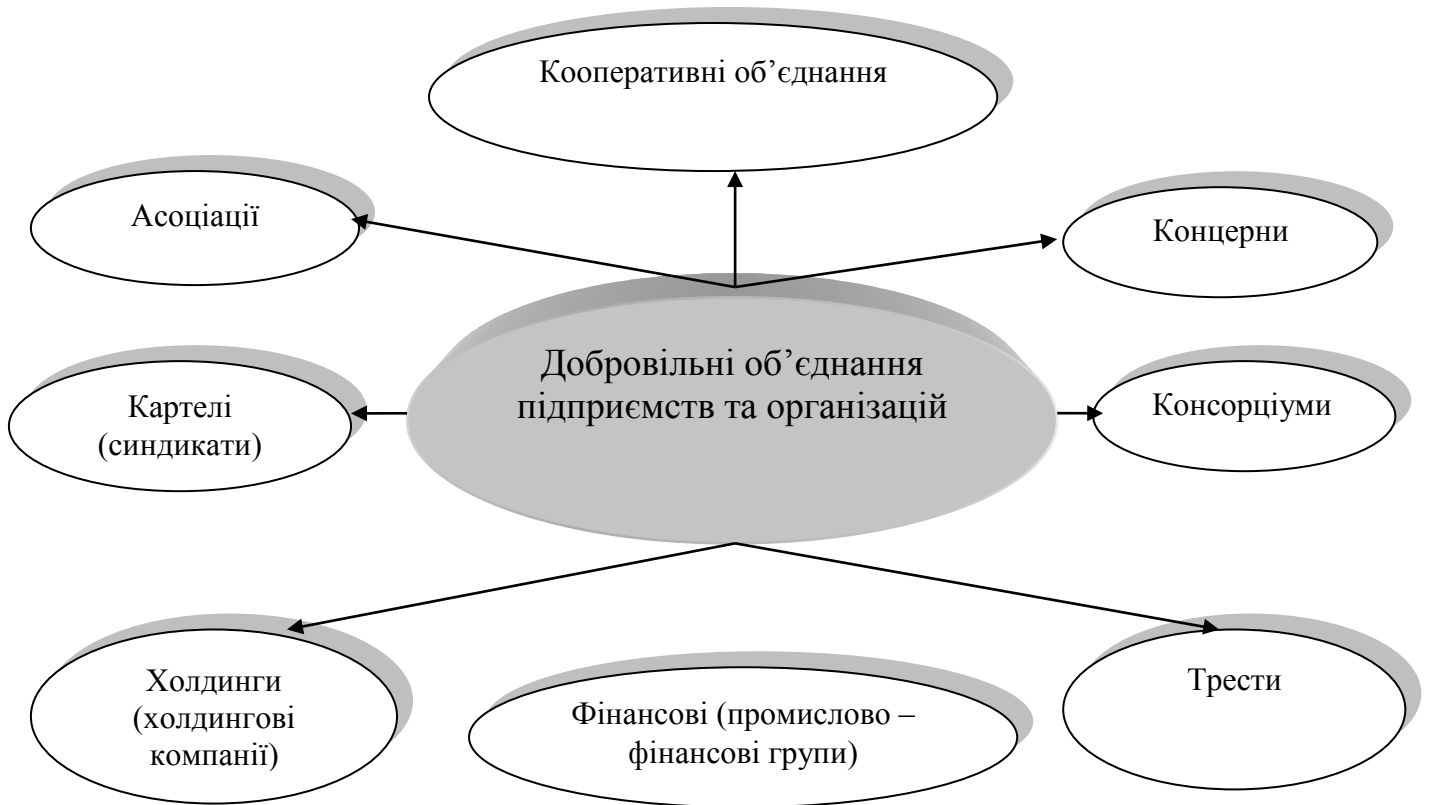 Кооперативні об’єднання
Асоціації
Концерни
Добровільні об’єднання
підприємств та організацій
Картелі
(синдикати)
Консорціуми
Холдинги
(холдингові
компанії)
Фінансові (промислово –
фінансові групи)
Трести